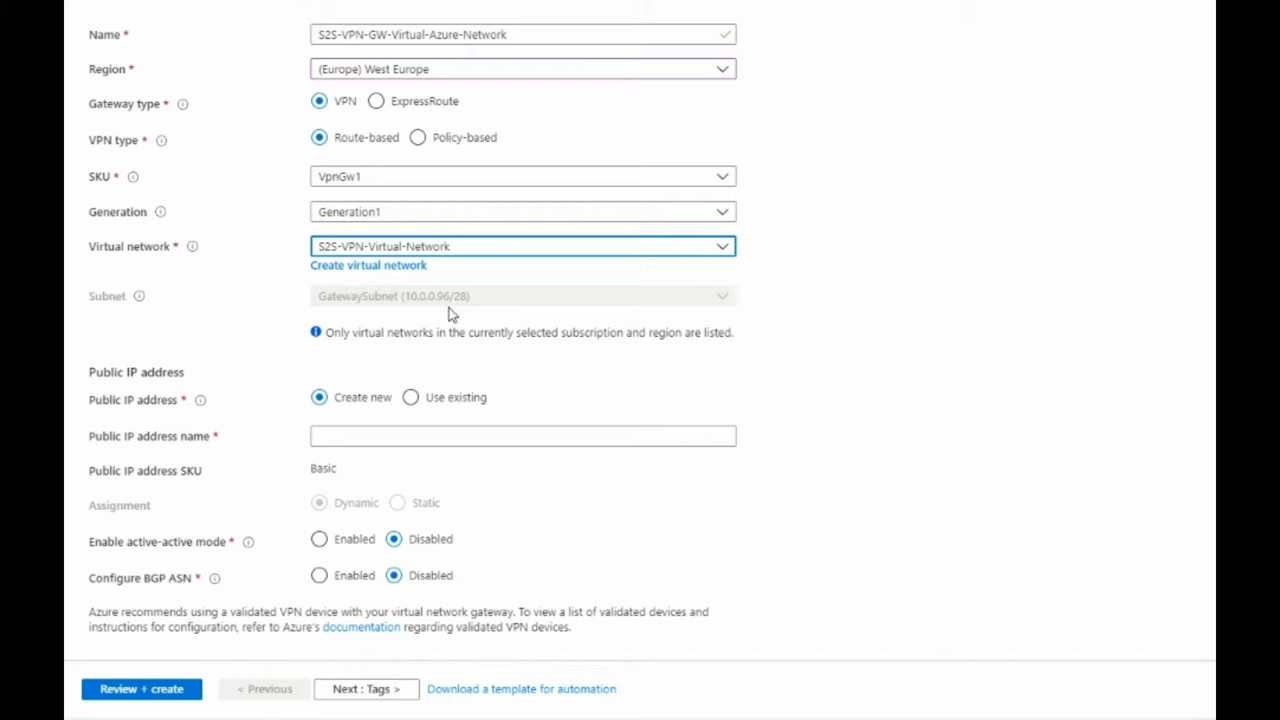 Name *
S2S-VPN-GW-Virtual-Azure-Network
Region *
(Europe) West Europe
Gateway type *
VPN
ExpressRoute
VPN type *
Route-based
Policy-based
SKU *
VpnGw1
Generation
Generation1
Virtual network *
S2S-VPN-Virtual-Network
Create virtual network
Subnet
GatewaySubnet (10.0.0.96/28)
Only virtual networks in the currently selected subscription and region are listed.
Public IP address
Public IP address *
Create new
Use existing
Public IP address name *
Public IP address SKU
Basic
Assignment
Dynamic
Static
Enable active-active mode *
Enabled
Disabled
Configure BGP ASN *
Enabled
Disabled
Azure recommends using a validated VPN device with your virtual network gateway. To view a list of validated devices and
instructions for configuration, refer to Azure's documentation regarding validated VPN devices.
Review + create
< Previous
Next : Tags >
Download a template for automation